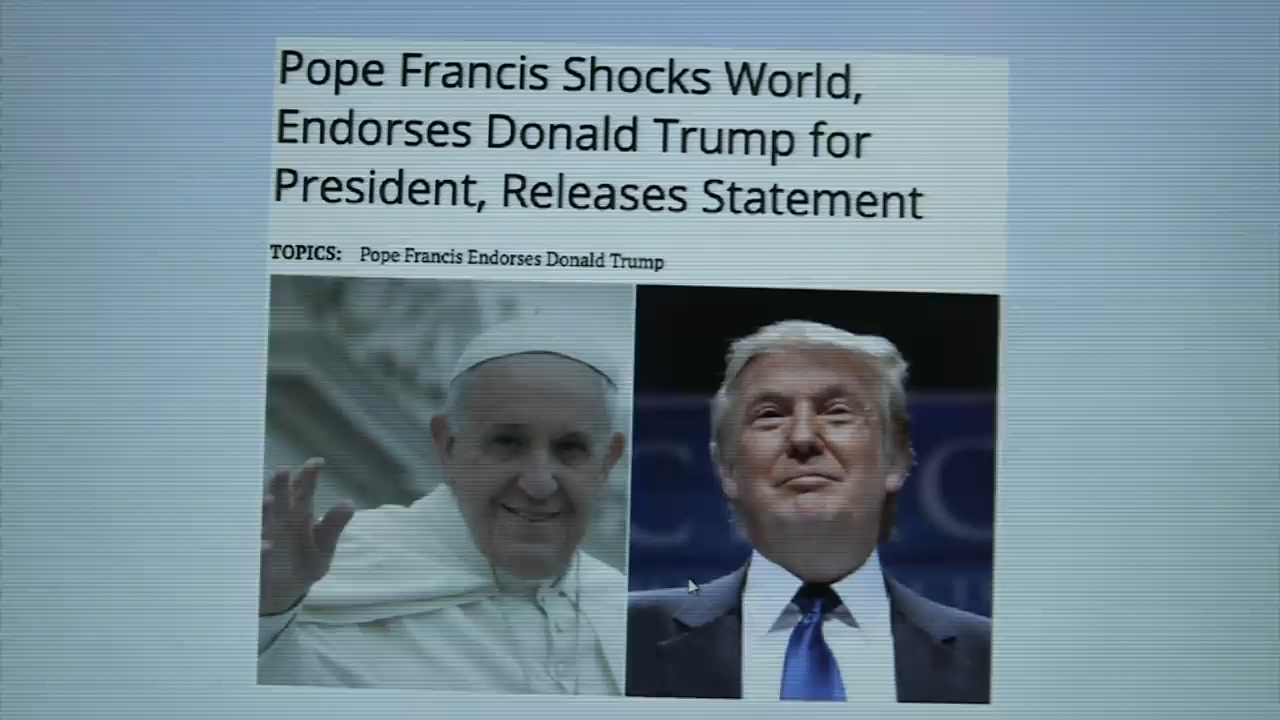 Pope Francis Shocks World,
Endorses Donald Trump for
President, Releases Statement
TOPICS: Pope Francis Endorses Donald Trump
C
C